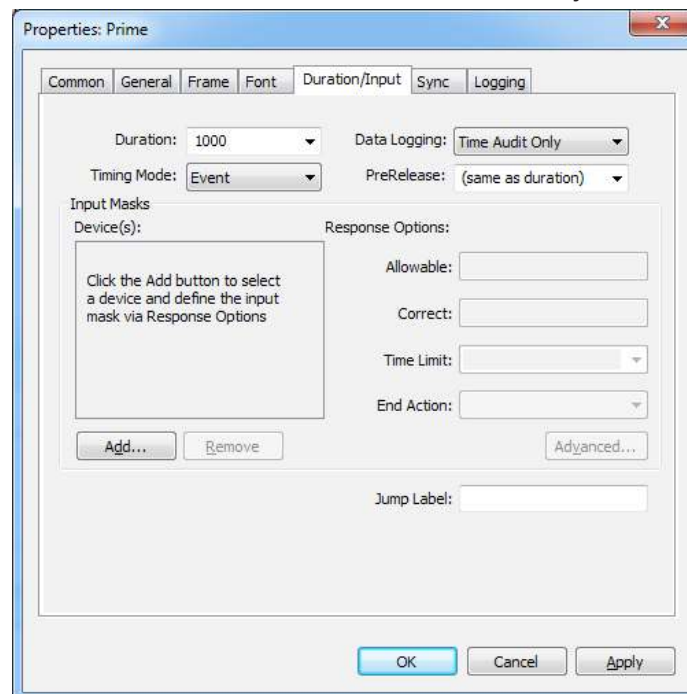 Properties: Prime
Common General Frame Font Duration/Input Sync Logging
Duration: 1000 Data Logging: Time Audit Only
Timing Mode: Event PreRelease: (same as duration)
Input Masks
Device(s): Response Options:
Click the Add button to select
a device and define the input
mask via Response Options
Allowable:
Correct:
Time Limit:
End Action:
Add... Remove Advanced...
Jump Label:
OK Cancel Apply